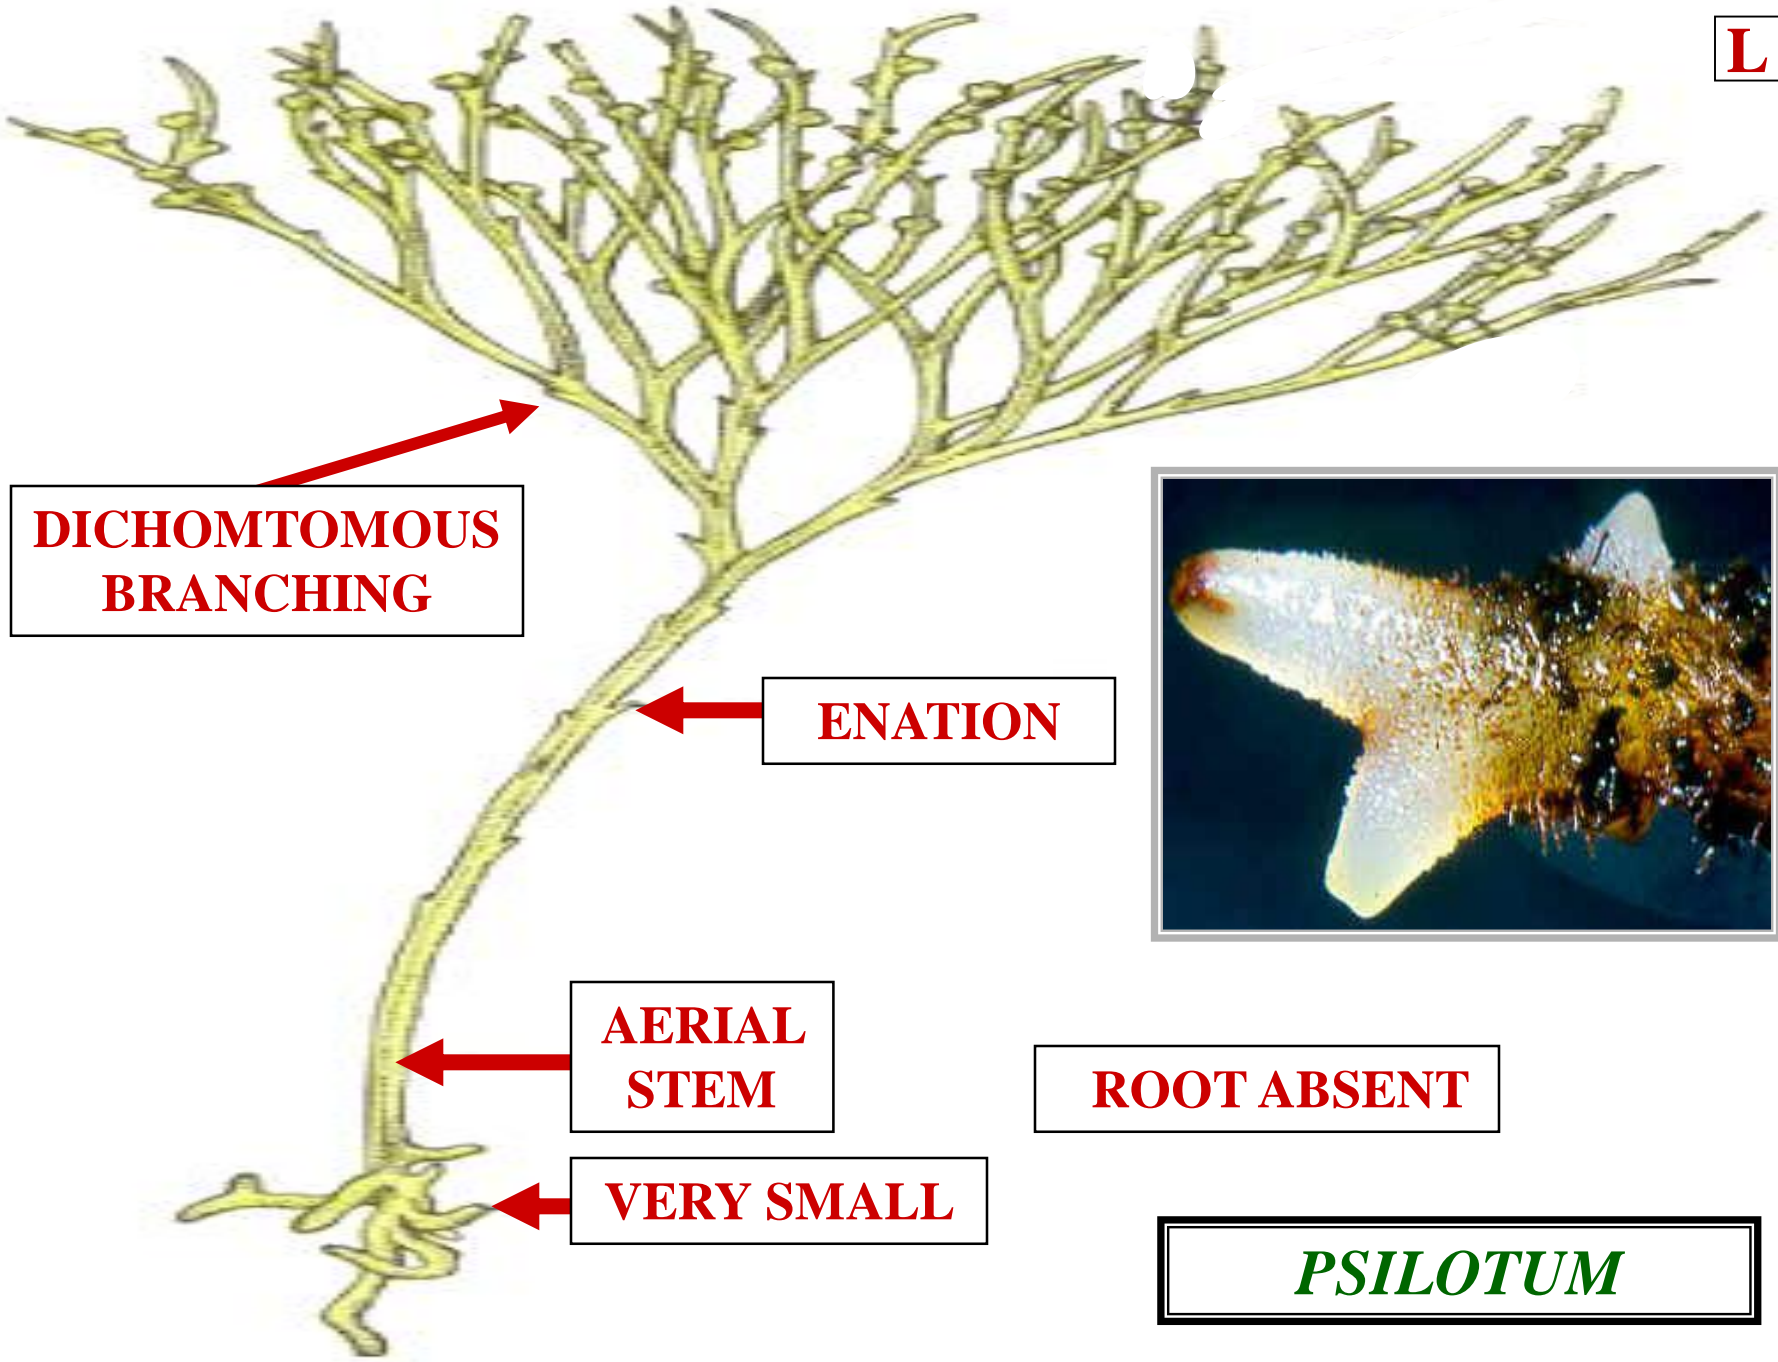 L
DICHOMTOMOUS
BRANCHING
ENATION
AERIAL
STEM
ROOT ABSENT
VERY SMALL
PSILOTUM